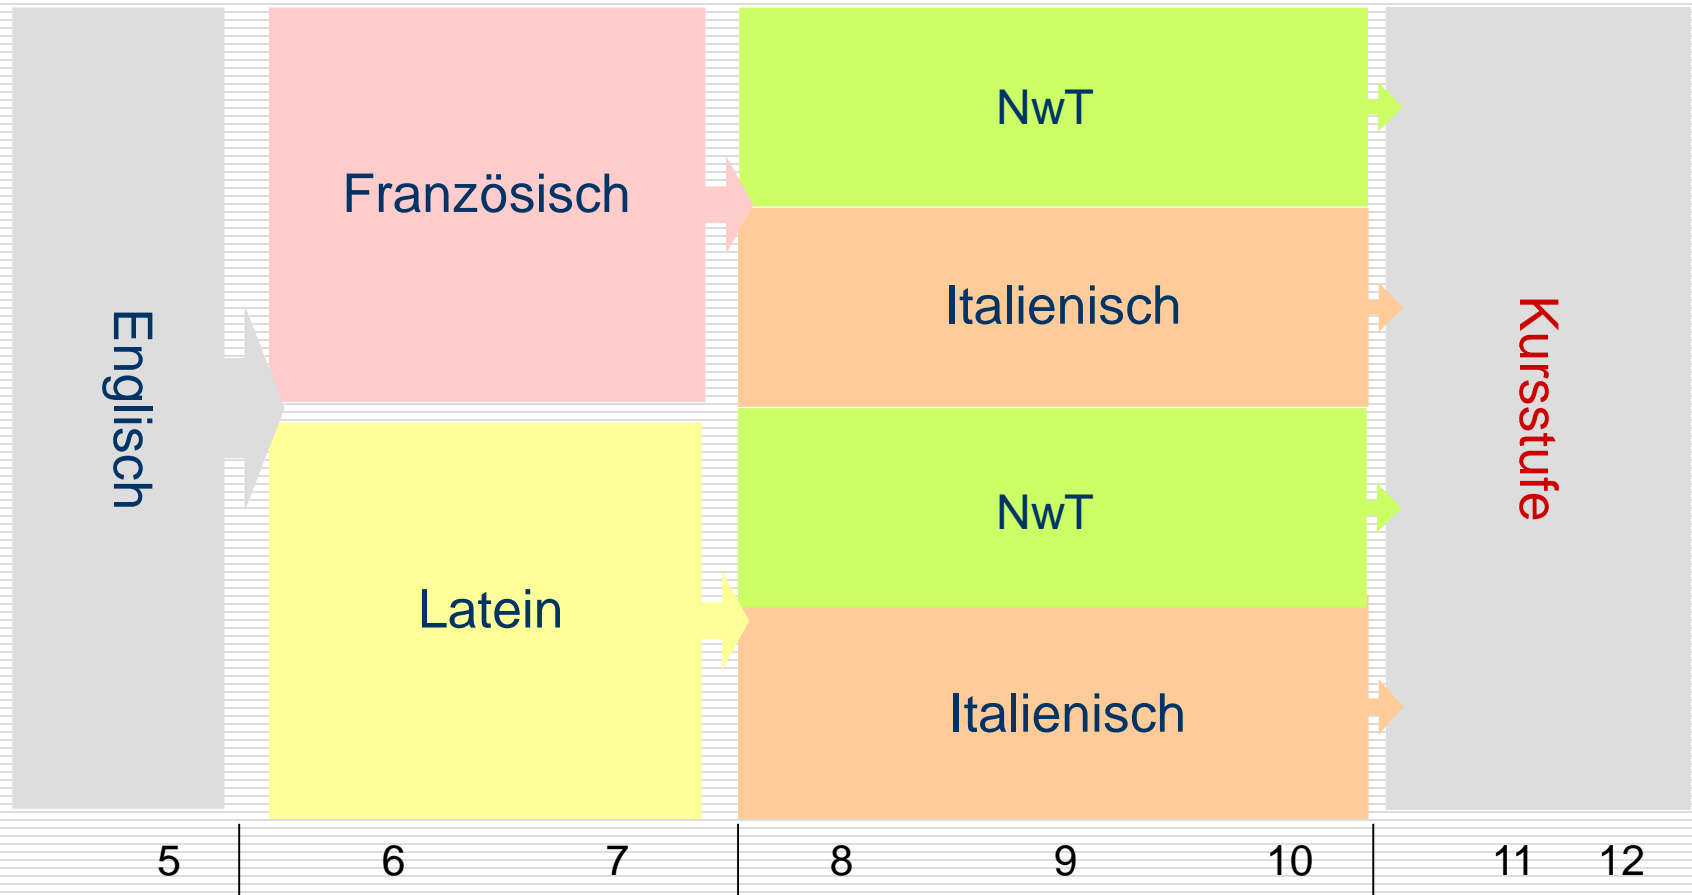 Englisch
Französisch
Latein
NwT
Italienisch
NwT
Italienisch
Kursstufe
5 6 7 8 9 10 11 12